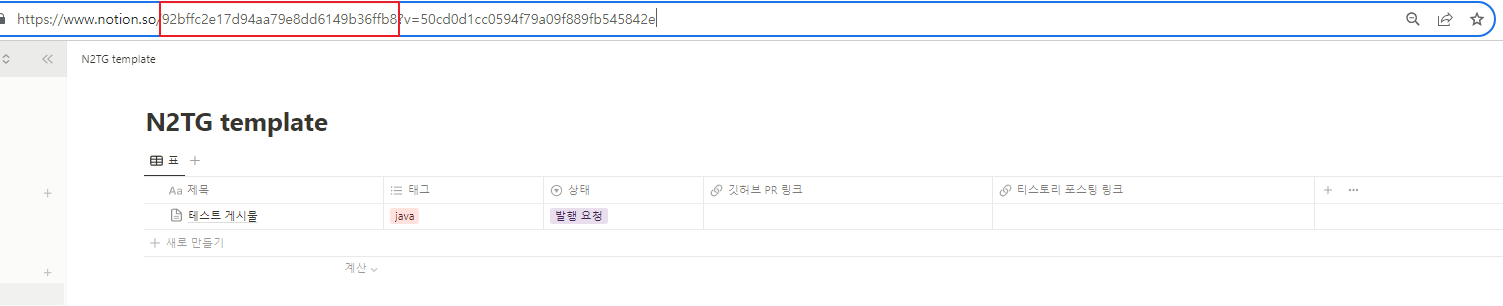 https://www.notion.so/92bffc2e17d94aa79e8dd6149b36ffb8?v=50cd0d1cc0594f79a09f889fb545842e
N2TG template
N2TG template
표
Aa 제목 태그 상태 깃허브 PR 링크 티스토리 포스팅 링크
테스트 게시물 java 발행 요청
새로 만들기
계산